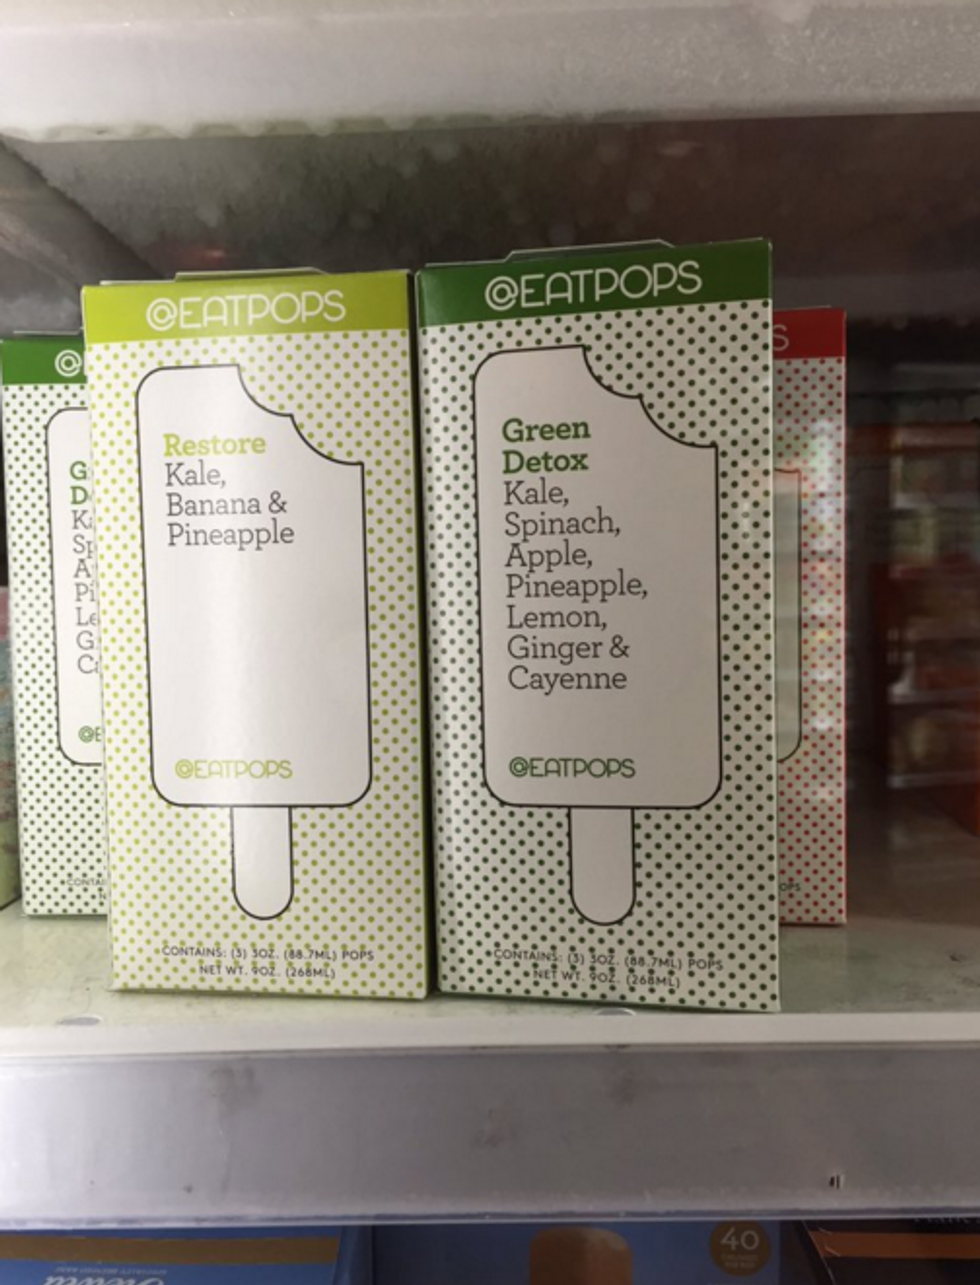 @EATPOPS
Restore
Kale,
Banana &
Pineapple
@EATPOPS
CONTAINS: (3) 3OZ. (88.7ML) POPS
NET WT. 9OZ. (268ML)
@EATPOPS
Green
Detox
Kale,
Spinach,
Apple,
Pineapple,
Lemon,
Ginger &
Cayenne
@EATPOPS
CONTAINS: (3) 3OZ. (88.7ML) POPS
NET WT. 9OZ. (268ML)
40